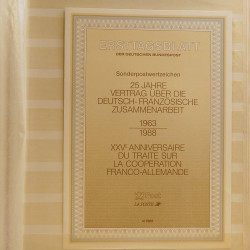 ERSTTAGSBLATT
DER DEUTSCHEN BUNDESPOST
Sonderpostwertzeichen
25 JAHRE
VERTRAG ÜBER DIE
DEUTSCH-FRANZÖSISCHE
ZUSAMMENARBEIT
1963
1988
XXVᵉ ANNIVERSAIRE
DU TRAITE SUR
LA COOPERATION
FRANCO-ALLEMANDE